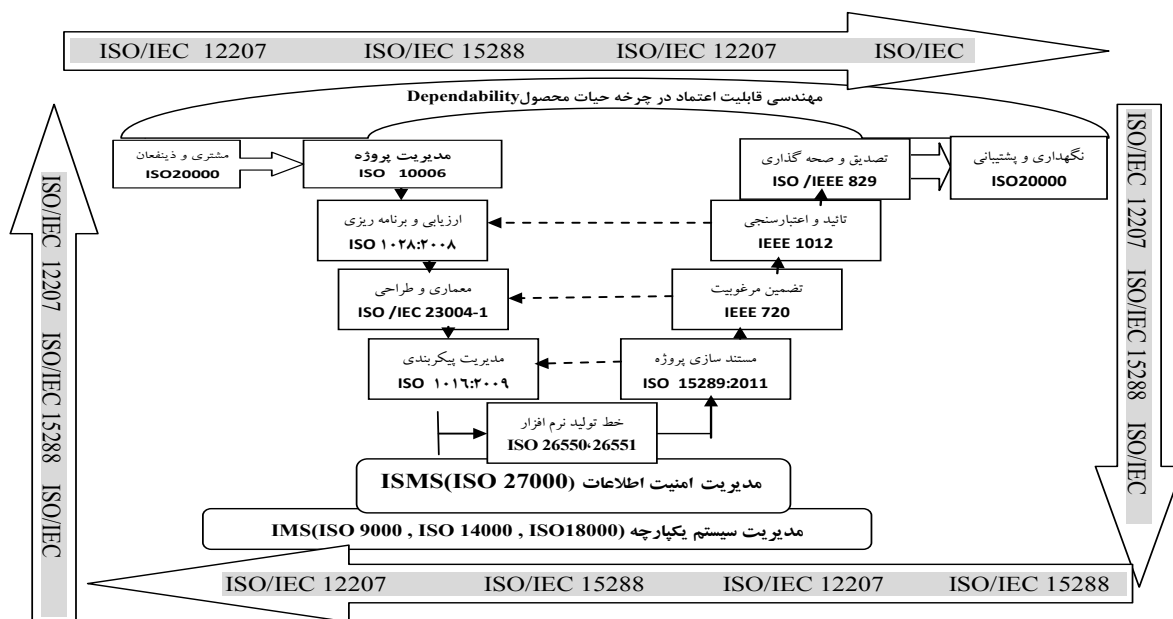 ISO/IEC 12207 ISO/IEC 15288 ISO/IEC 12207 ISO/IEC
مهندسی قابلیت اعتماد در چرخه حیات محصولDependability
مشتری و ذینفعان
ISO20000
مدیریت پروژه
ISO 10006
تصدیق و صحه گذاری
ISO /IEEE 829
نگهداری و پشتیبانی
ISO20000
ارزیابی و برنامه ریزی
ISO ۱۰۲۸:۲۰۰۸
تائید و اعتبارسنجی
IEEE 1012
معماری و طراحی
ISO /IEC 23004-1
تضمین مرغوبیت
IEEE 720
مدیریت پیکربندی
ISO ۱۰۱٦:۲۰۰۹
مستند سازی پروژه
ISO 15289:2011
خط تولید نرم افزار
ISO 26550،26551
مدیریت امنیت اطلاعات ISMS(ISO 27000)
مدیریت سیستم یکپارچه IMS(ISO 9000 , ISO 14000 , ISO18000)
ISO/IEC 12207 ISO/IEC 15288 ISO/IEC
ISO/IEC 12207 ISO/IEC 15288 ISO/IEC
ISO/IEC 12207 ISO/IEC 15288 ISO/IEC 12207 ISO/IEC 15288